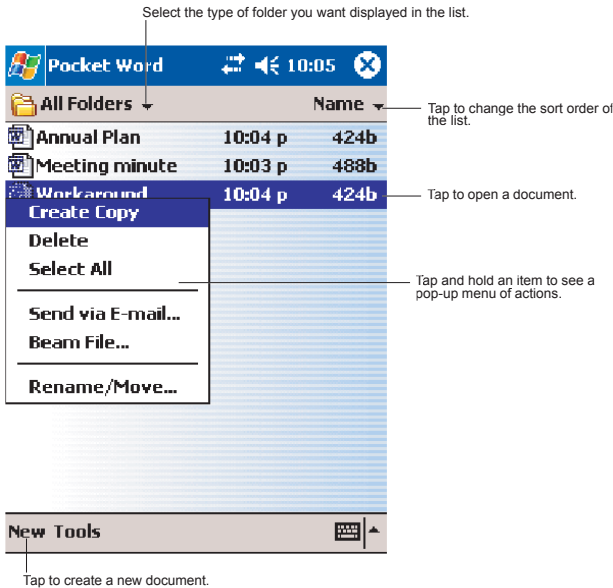 Select the type of folder you want displayed in the list.
Pocket Word 10:05
All Folders Name
Tap to change the sort order of the list.
Annual Plan 10:04 p 424b
Meeting minute 10:03 p 488b
Workaround 10:04 p 424b
Tap to open a document.
Create Copy
Delete
Select All
Tap and hold an item to see a
pop-up menu of actions.
Send via E-mail...
Beam File...
Rename/Move...
New Tools
Tap to create a new document.